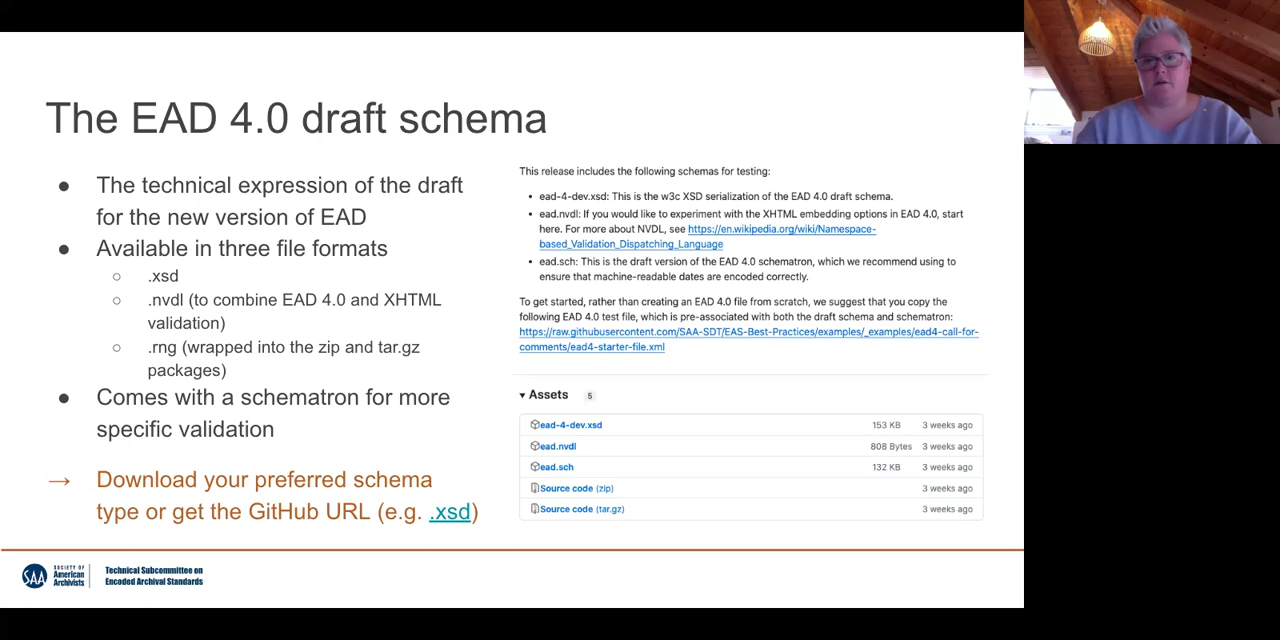 The EAD 4.0 draft schema
● The technical expression of the draft
for the new version of EAD
● Available in three file formats
○ .xsd
○ .nvdl (to combine EAD 4.0 and XHTML
validation)
○ .rng (wrapped into the zip and tar.gz
packages)
● Comes with a schematron for more
specific validation
→ Download your preferred schema
type or get the GitHub URL (e.g. .xsd)
This release includes the following schemas for testing:
• ead-4-dev.xsd: This is the w3c XSD serialization of the EAD 4.0 draft schema.
• ead.nvdl: If you would like to experiment with the XHTML embedding options in EAD 4.0, start
here. For more about NVDL, see https://en.wikipedia.org/wiki/Namespace-
based_Validation_Dispatching_Language
• ead.sch: This is the draft version of the EAD 4.0 schematron, which we recommend using to
ensure that machine-readable dates are encoded correctly.
To get started, rather than creating an EAD 4.0 file from scratch, we suggest that you copy the
following EAD 4.0 test file, which is pre-associated with both the draft schema and schematron:
https://raw.githubusercontent.com/SAA-SDT/EAS-Best-Practices/examples/_examples/ead4-call-for-
comments/ead4-starter-file.xml
▾ Assets 5
ead-4-dev.xsd 153 KB 3 weeks ago
ead.nvdl 808 Bytes 3 weeks ago
ead.sch 132 KB 3 weeks ago
Source code (zip) 3 weeks ago
Source code (tar.gz) 3 weeks ago
SAA
SOCIETY OF
American
Archivists
Technical Subcommittee on
Encoded Archival Standards